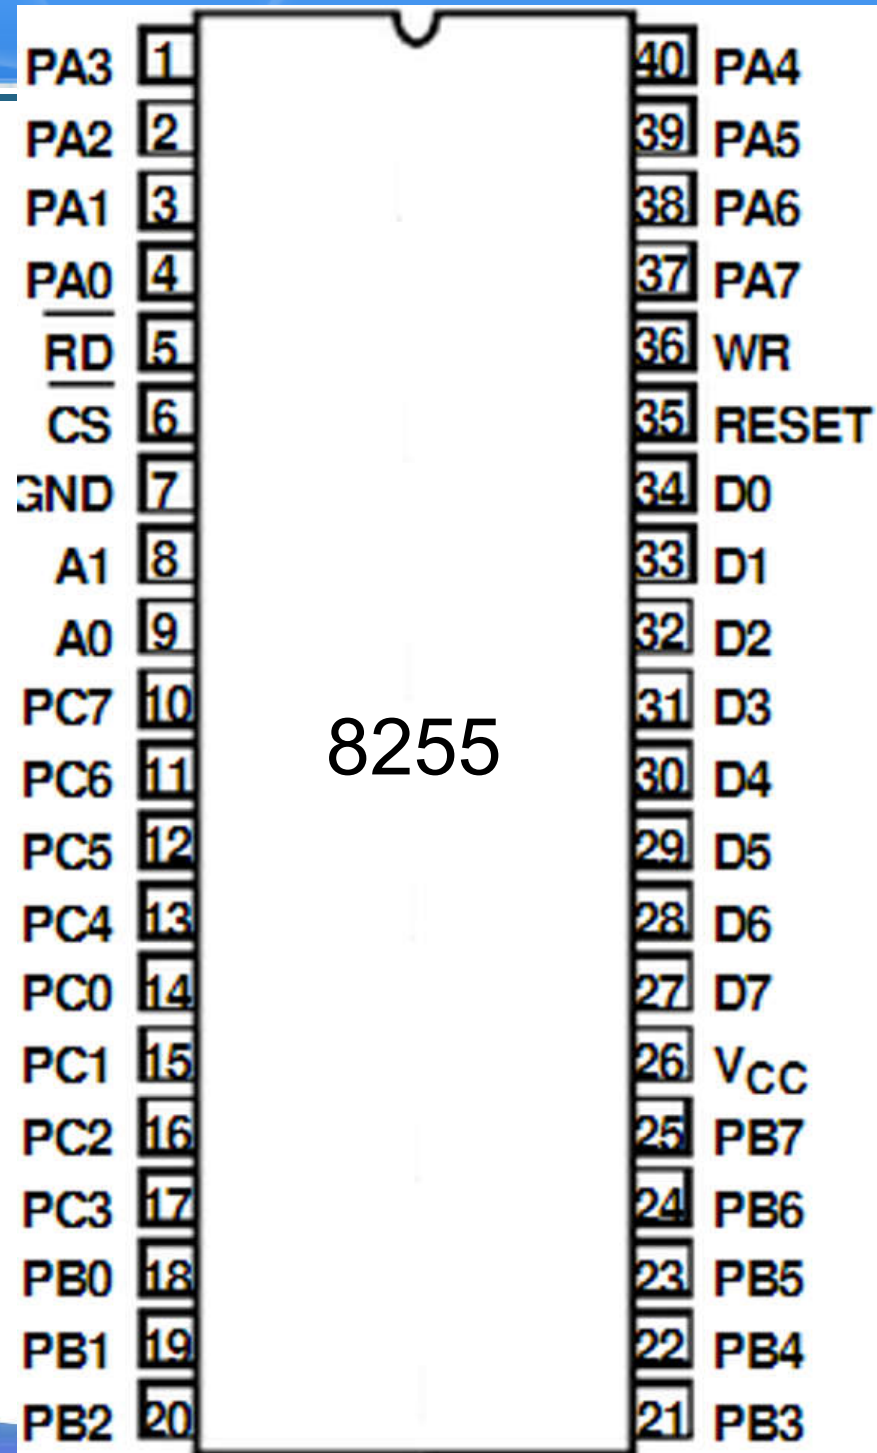 PA3 1 40 PA4
PA2 2 39 PA5
PA1 3 38 PA6
PA0 4 37 PA7
RD 5 36 WR
CS 6 35 RESET
GND 7 34 D0
A1 8 33 D1
A0 9 32 D2
PC7 10 31 D3
8255
PC6 11 30 D4
PC5 12 29 D5
PC4 13 28 D6
PC0 14 27 D7
PC1 15 26 VCC
PC2 16 25 PB7
PC3 17 24 PB6
PB0 18 23 PB5
PB1 19 22 PB4
PB2 20 21 PB3